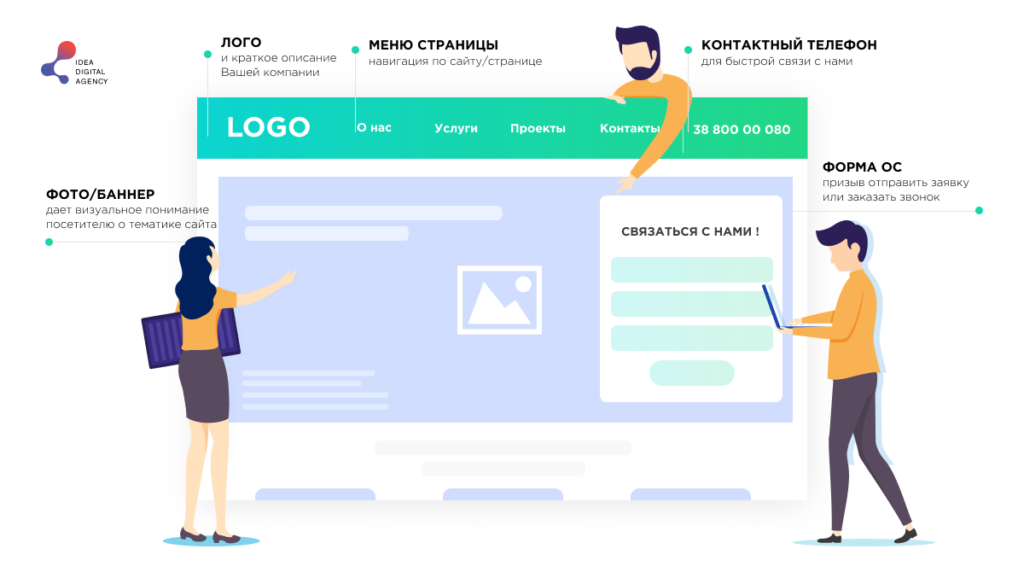 IDEA
DIGITAL
AGENCY
ЛОГО
и краткое описание
Вашей компании
МЕНЮ СТРАНИЦЫ
навигация по сайту/странице
КОНТАКТНЫЙ ТЕЛЕФОН
для быстрой связи с нами
LOGO
О нас
Услуги
Проекты
Контакты
38 800 00 080
ФОТО/БАННЕР
дает визуальное понимание
посетителю о тематике сайта
ФОРМА ОС
призыв отправить заявку
или заказать звонок
СВЯЗАТЬСЯ С НАМИ !